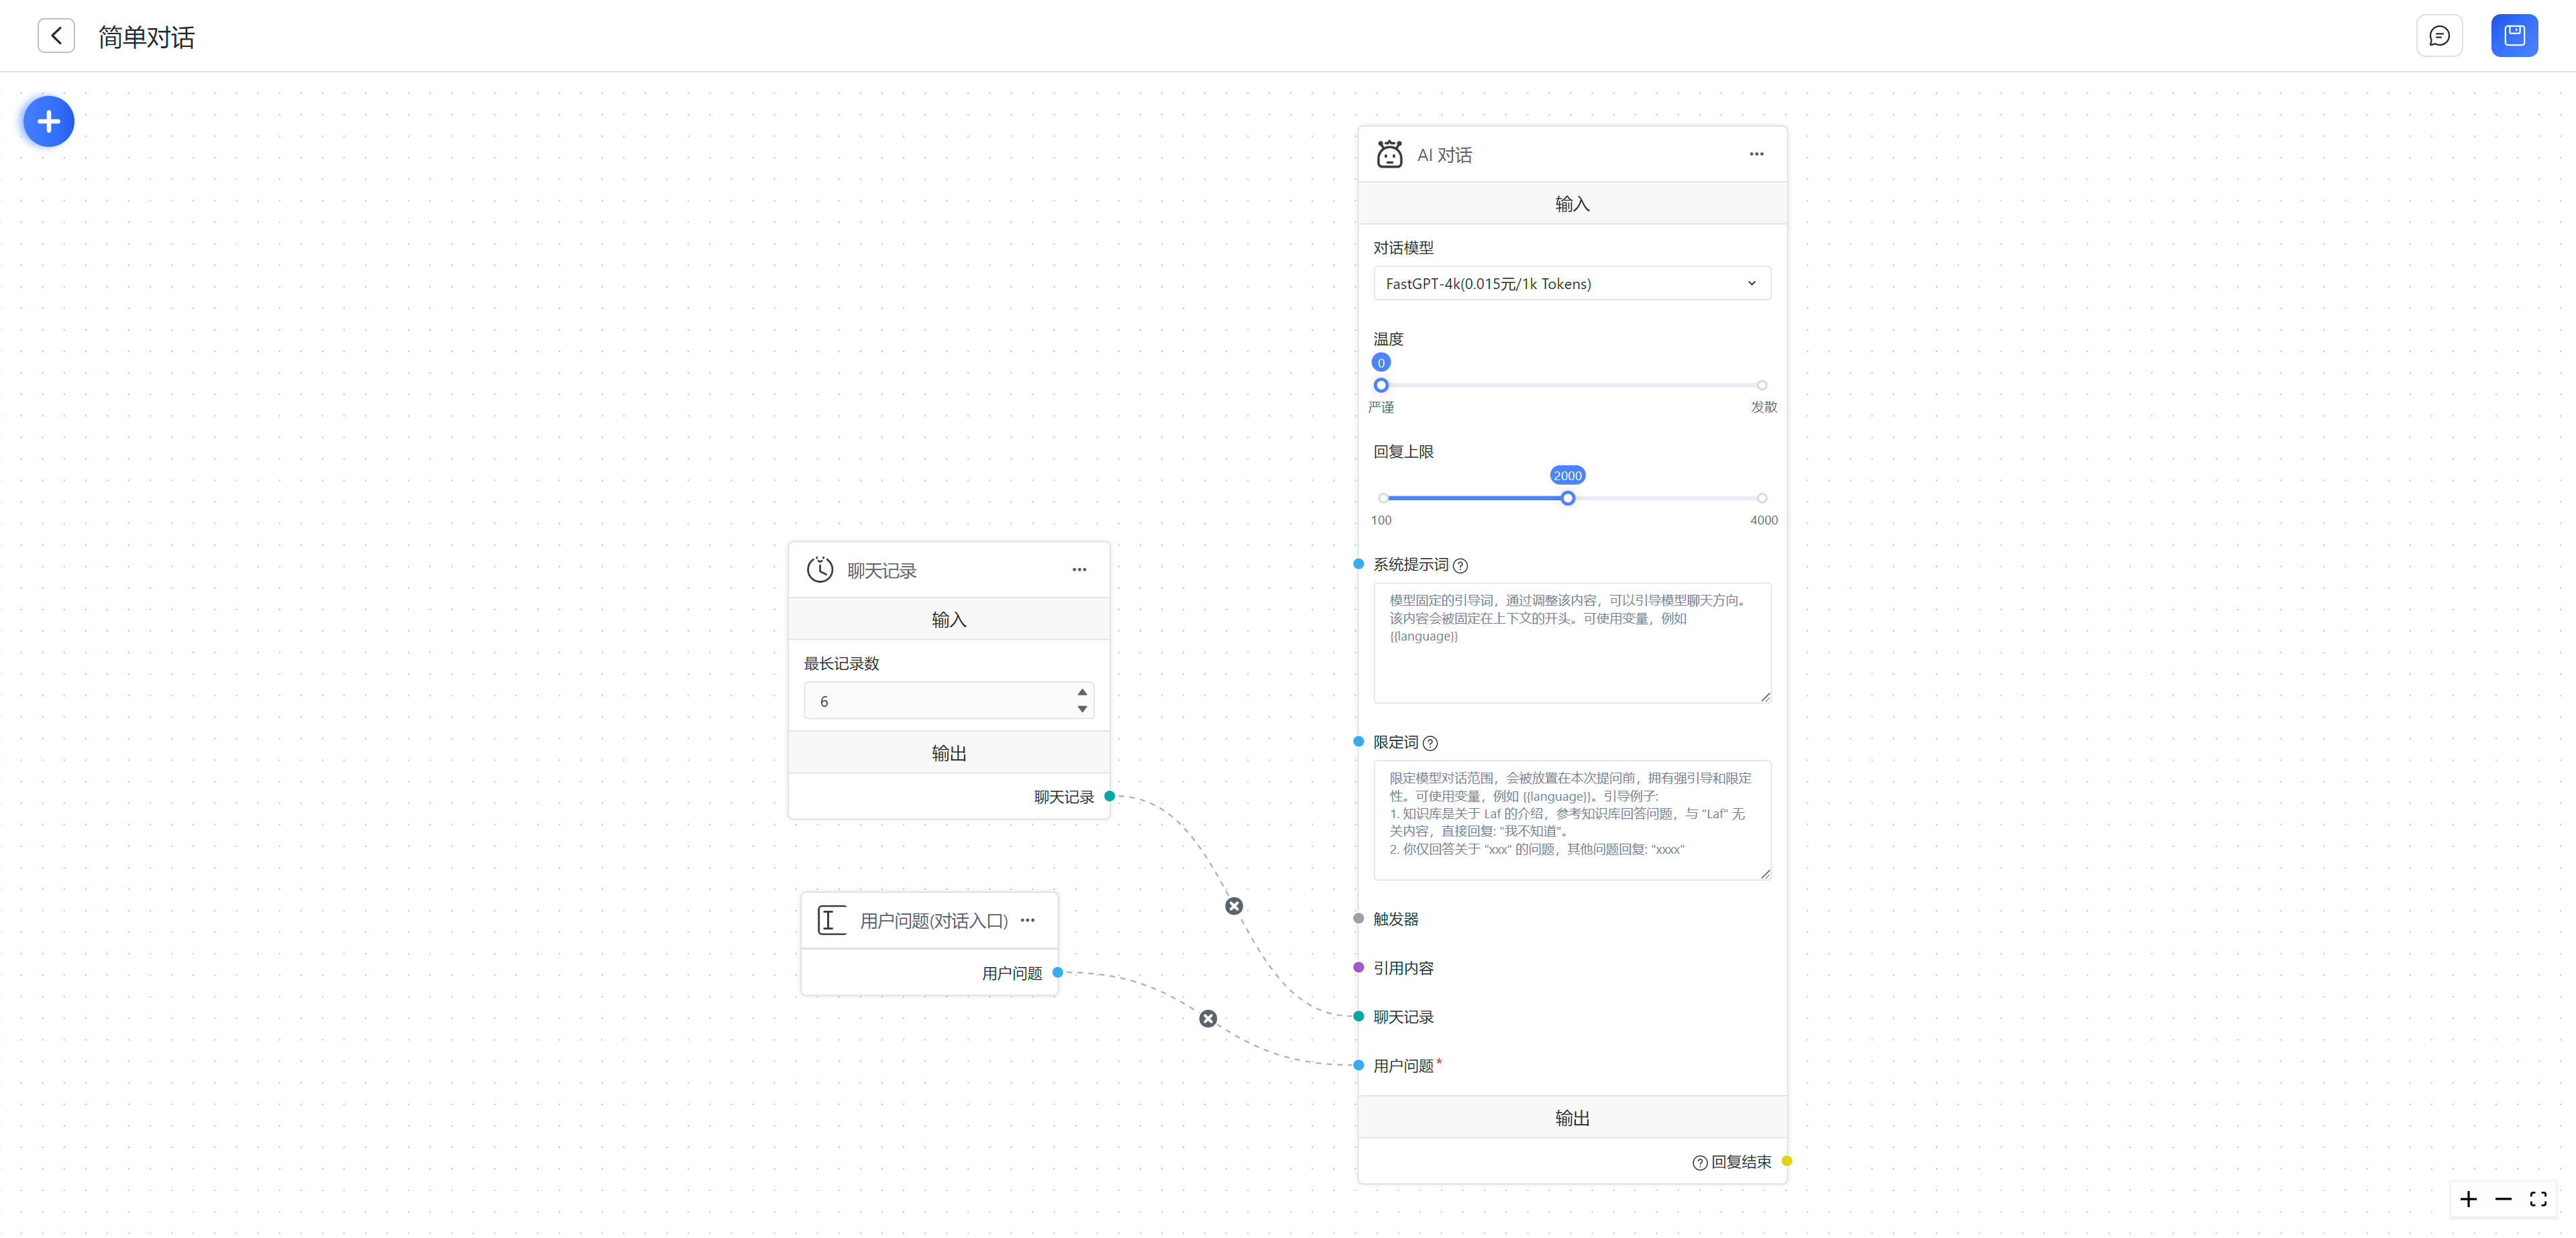 简单对话
AI 对话
输入
对话模型
FastGPT-4k(0.015元/1k Tokens)
温度
0
严谨
发散
回复上限
2000
100
4000
系统提示词
模型固定的引导词，通过调整该内容，可以引导模型聊天方向。
该内容会被固定在上下文的开头。可使用变量，例如
{{language}}
限定词
限定模型对话范围，会被放置在本次提问前，拥有强引导和限定
性。可使用变量，例如 {{language}}。引导例子:
1. 知识库是关于 Laf 的介绍，参考知识库回答问题，与 "Laf" 无
关内容，直接回复: "我不知道"。
2. 你仅回答关于 "xxx" 的问题，其他问题回复: "xxxx"
触发器
引用内容
聊天记录
用户问题*
输出
回复结束
聊天记录
输入
最长记录数
6
输出
聊天记录
用户问题(对话入口)
用户问题